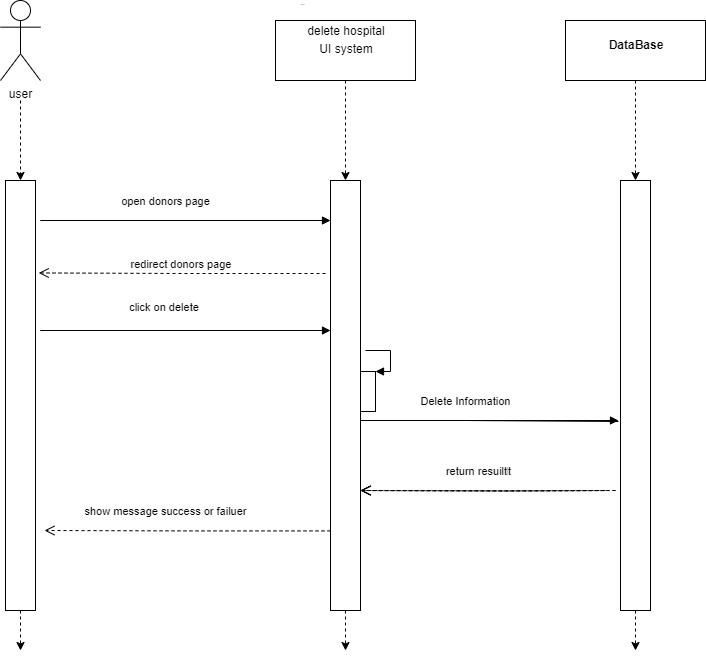 delete hospital
UI system
DataBase
user
open donors page
redirect donors page
click on delete
Delete Information
return resuiltlt
show message success or failuer